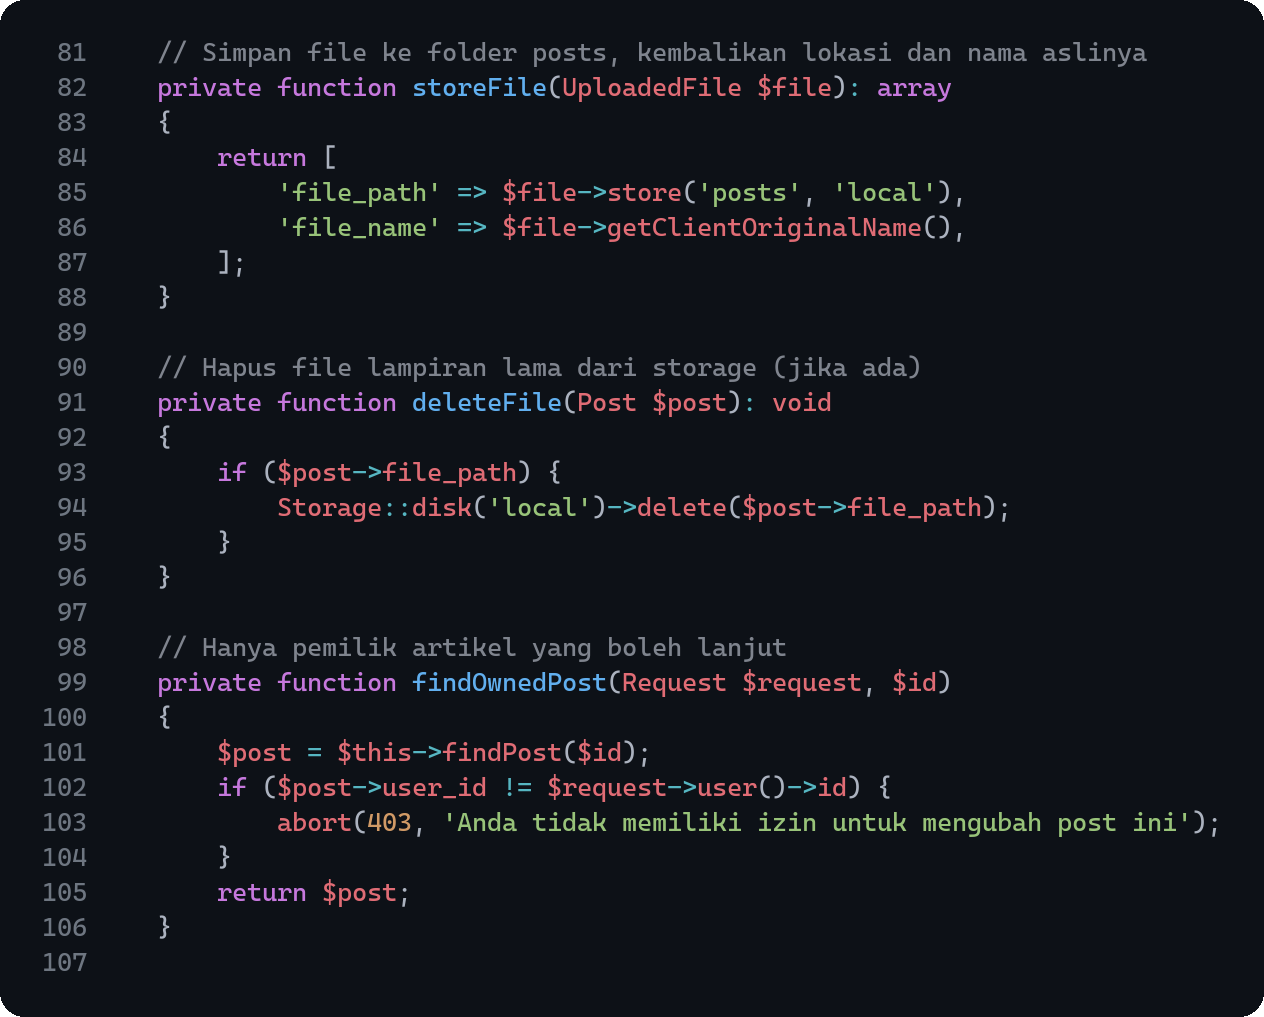 81 // Simpan file ke folder posts, kembalikan lokasi dan nama aslinya
82 private function storeFile(UploadedFile $file): array
83 {
84     return [
85         'file_path' => $file->store('posts', 'local'),
86         'file_name' => $file->getClientOriginalName(),
87     ];
88 }
89
90 // Hapus file lampiran lama dari storage (jika ada)
91 private function deleteFile(Post $post): void
92 {
93     if ($post->file_path) {
94         Storage::disk('local')->delete($post->file_path);
95     }
96 }
97
98 // Hanya pemilik artikel yang boleh lanjut
99 private function findOwnedPost(Request $request, $id)
100 {
101     $post = $this->findPost($id);
102     if ($post->user_id != $request->user()->id) {
103         abort(403, 'Anda tidak memiliki izin untuk mengubah post ini');
104     }
105     return $post;
106 }
107